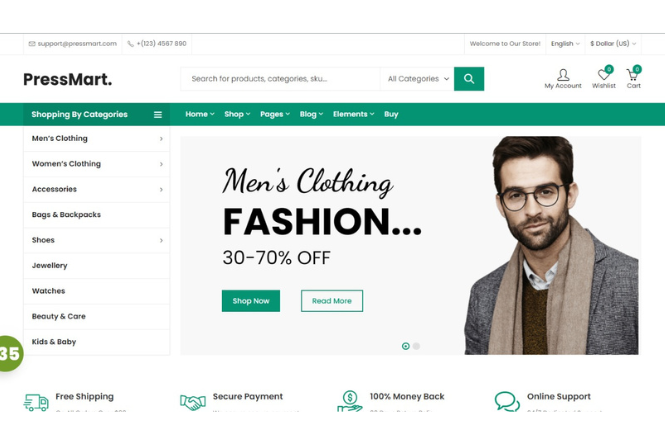 support@pressmart.com +(123) 4567 890 Welcome to Our Store! English $ Dollar (US)
PressMart. Search for products, categories, sku... All Categories
0 0
My Account Wishlist Cart
Shopping By Categories Home Shop Pages Blog Elements Buy
Men's Clothing
Women's Clothing
Accessories
Bags & Backpacks
Shoes
Jewellery
Watches
Beauty & Care
Kids & Baby
Men's Clothing
FASHION...
30-70% OFF
Shop Now Read More
35
Free Shipping Secure Payment 100% Money Back Online Support